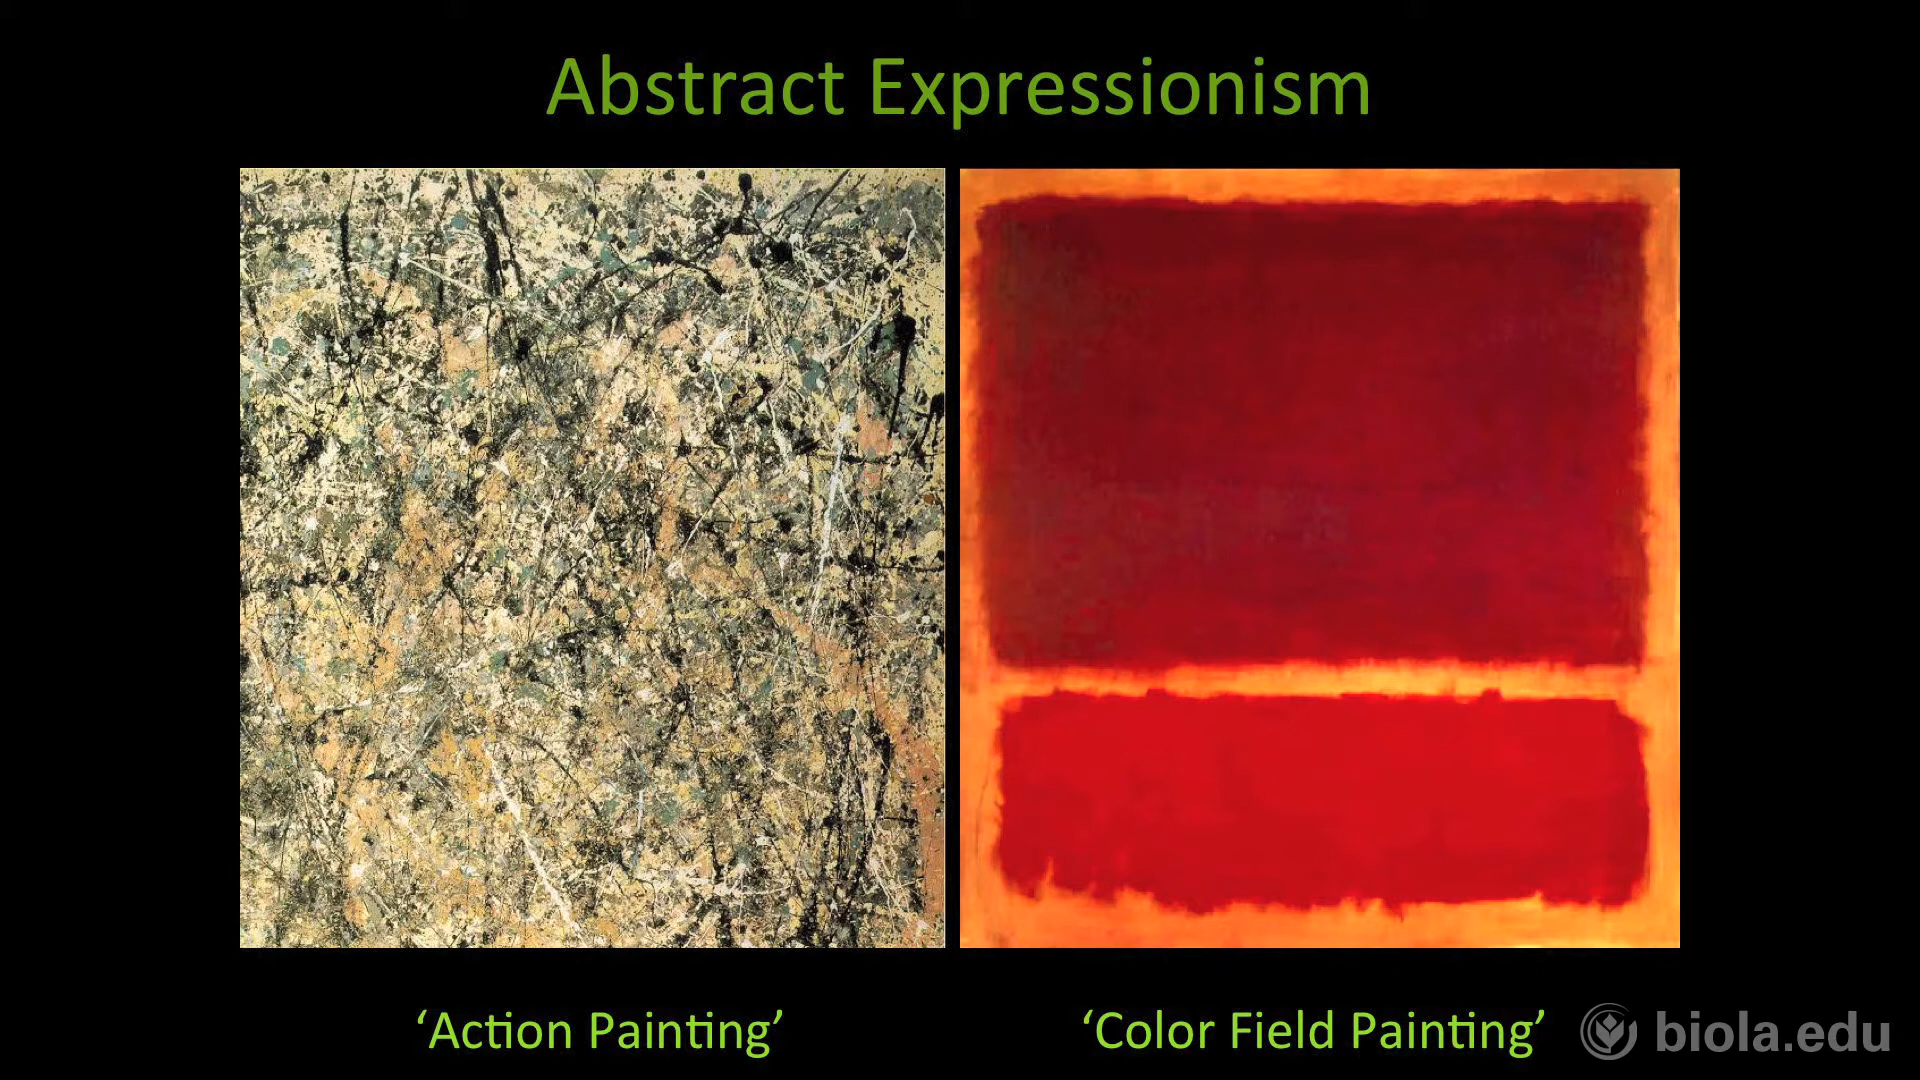 Abstract Expressionism
‘Action Painting’
‘Color Field Painting’
biola.edu